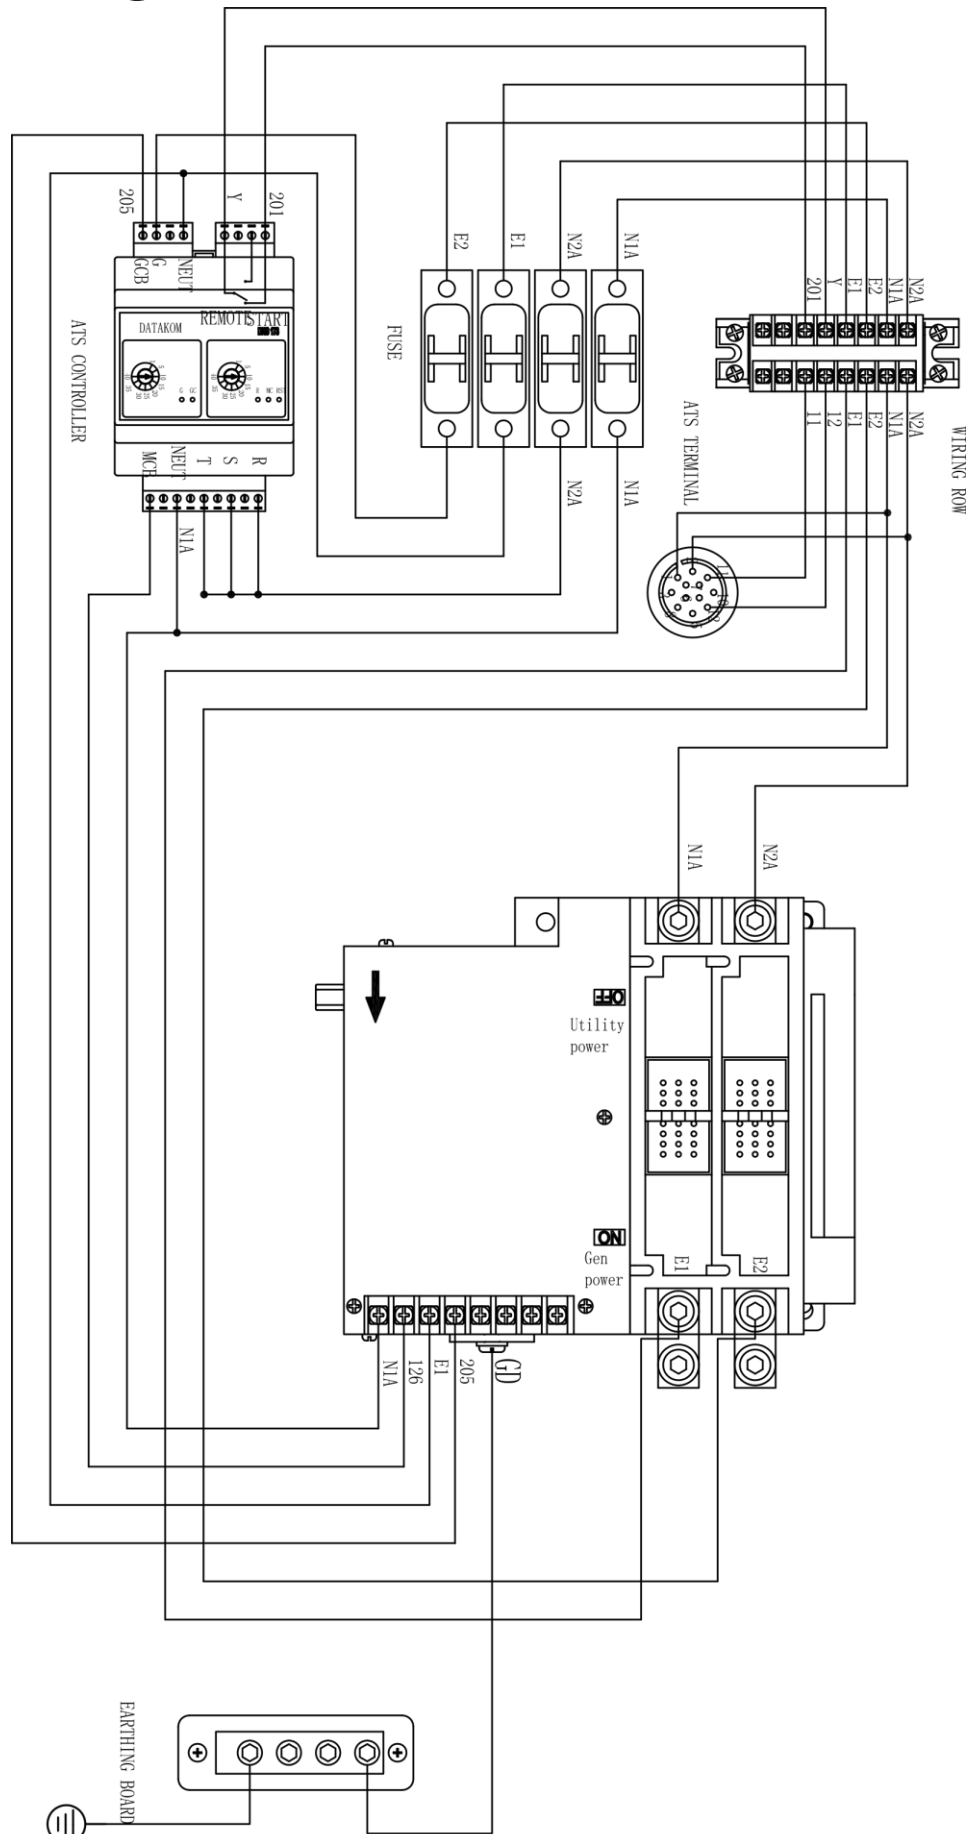 205
Y
201
GCB
G
NEUT
REMOTE
START
DATAKOM
ATS CONTROLLER
MCB
NEUT
T
S
R
N1A
E2
E1
N2A
N1A
FUSE
N2A
N1A
201
Y
E1
E2
N1A
N2A
11
12
E1
E2
N1A
N2A
WIRING ROW
ATS TERMINAL
N1A
N2A
OFF
Utility
power
ON
Gen
power
E1
E2
N1A
126
E1
205
GD
EARTHING BOARD